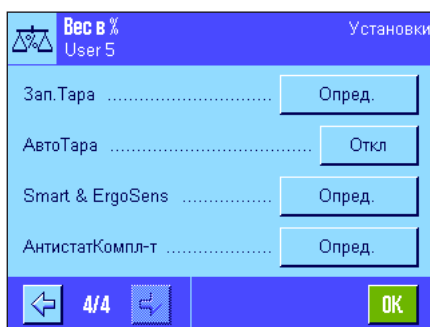 Вес в %
Установки
User 5
Зап.Тара ............................ Опред.
АвтоТара ..................................... Откл
Smart & ErgoSens ................. Опред.
АнтистатКомпл-т ................... Опред.
4/4
OK